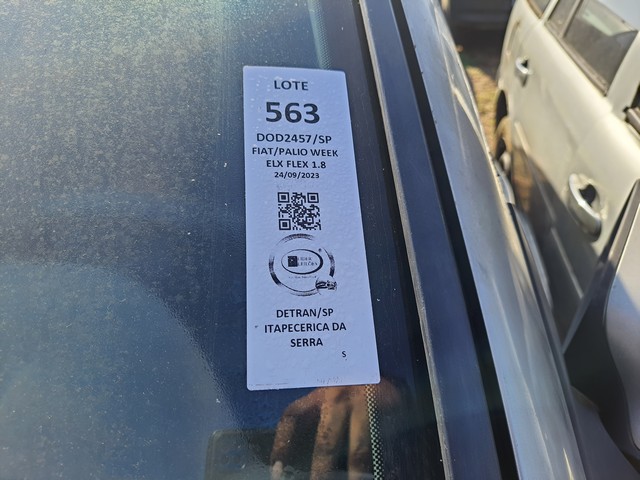 LOTE
563
DOD2457/SP
FIAT/PALIO WEEK
ELX FLEX 1.8
24/09/2023
DETRAN/SP
ITAPECERICA DA
SERRA
S